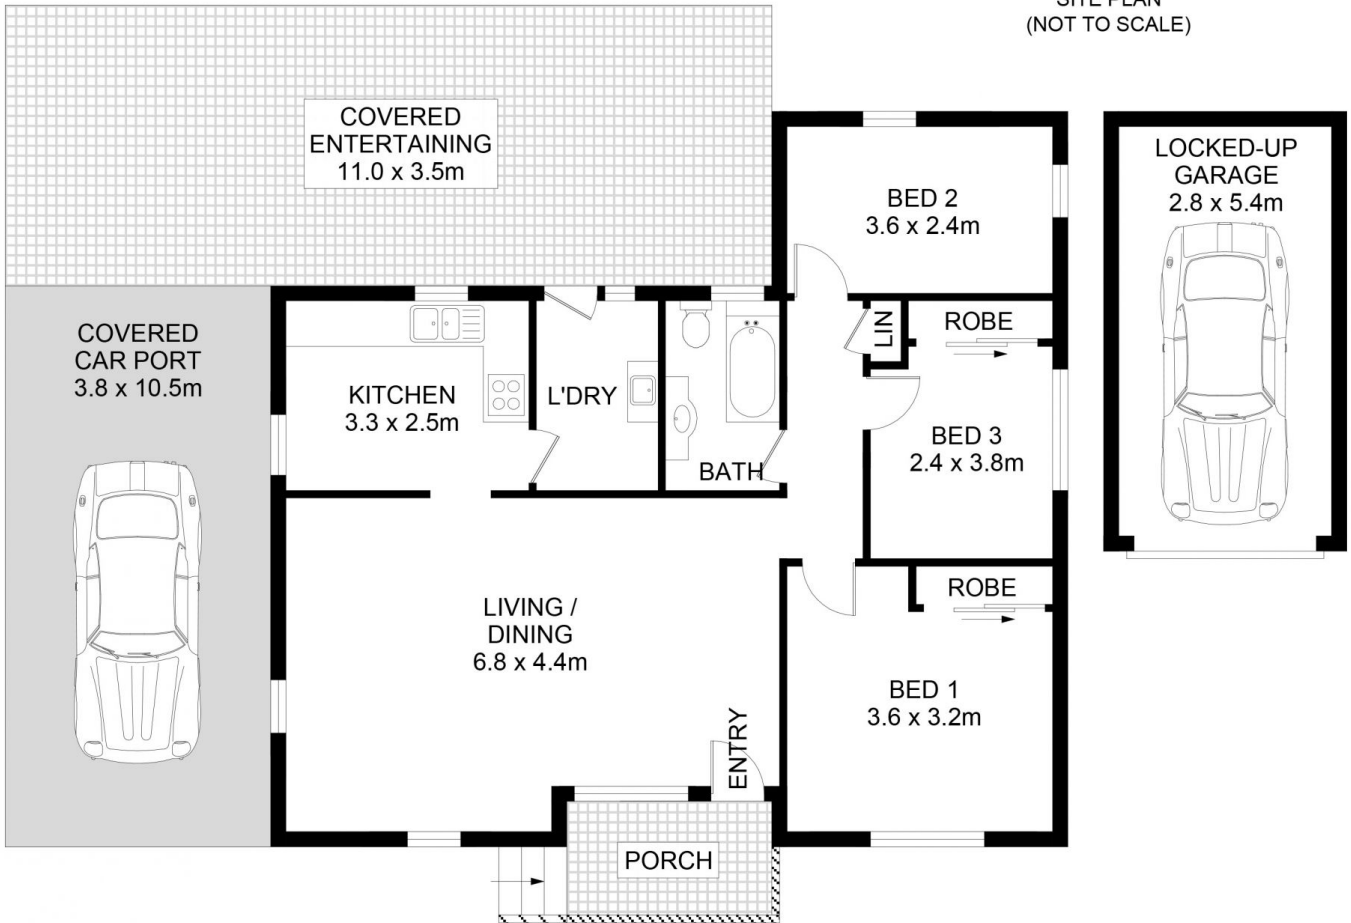 SITE PLAN
(NOT TO SCALE)
COVERED
ENTERTAINING
11.0 x 3.5m
LOCKED-UP
GARAGE
2.8 x 5.4m
BED 2
3.6 x 2.4m
COVERED
CAR PORT
3.8 x 10.5m
KITCHEN
3.3 x 2.5m
L'DRY
BATH
LIN
ROBE
BED 3
2.4 x 3.8m
LIVING /
DINING
6.8 x 4.4m
ROBE
BED 1
3.6 x 3.2m
ENTRY
PORCH